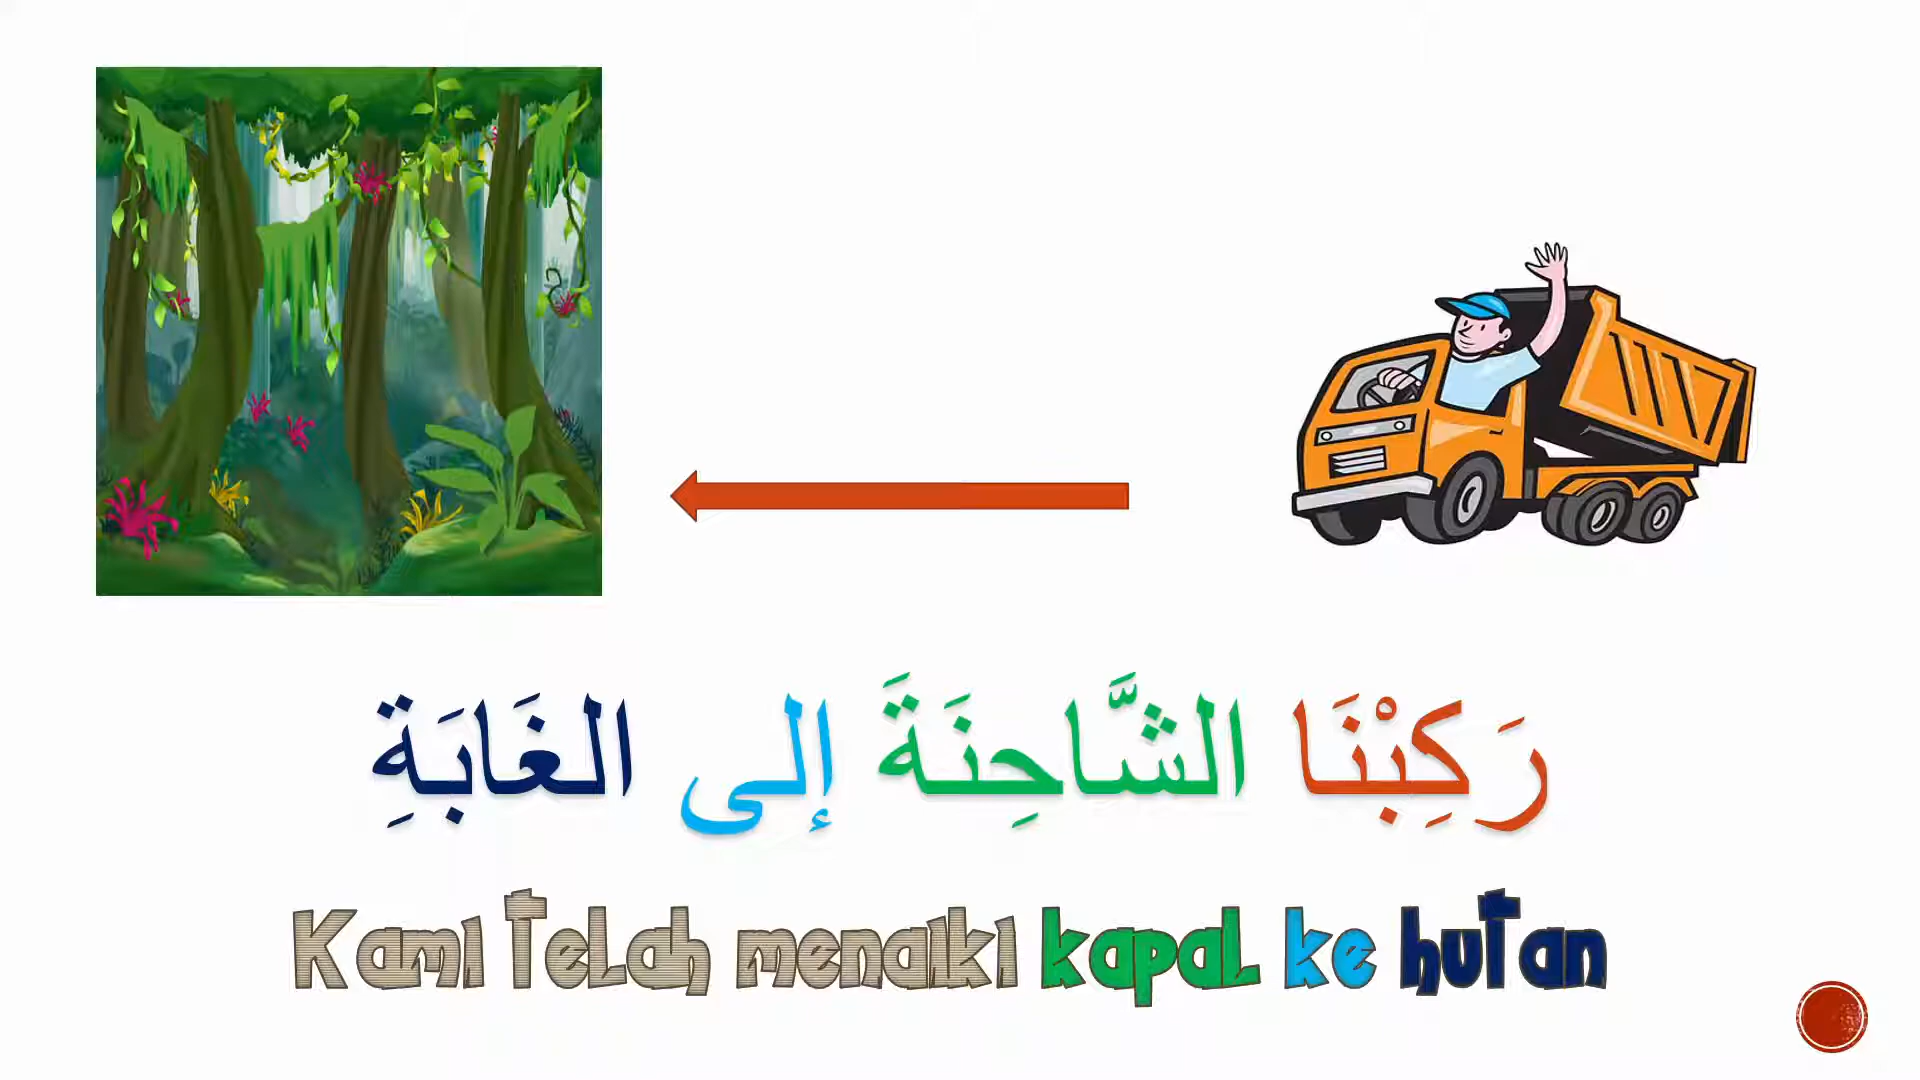 رَكِبْنَا الشَّاحِنَةَ إِلى الغَابَةِ
Kami Telah menaiki kapal ke hutan